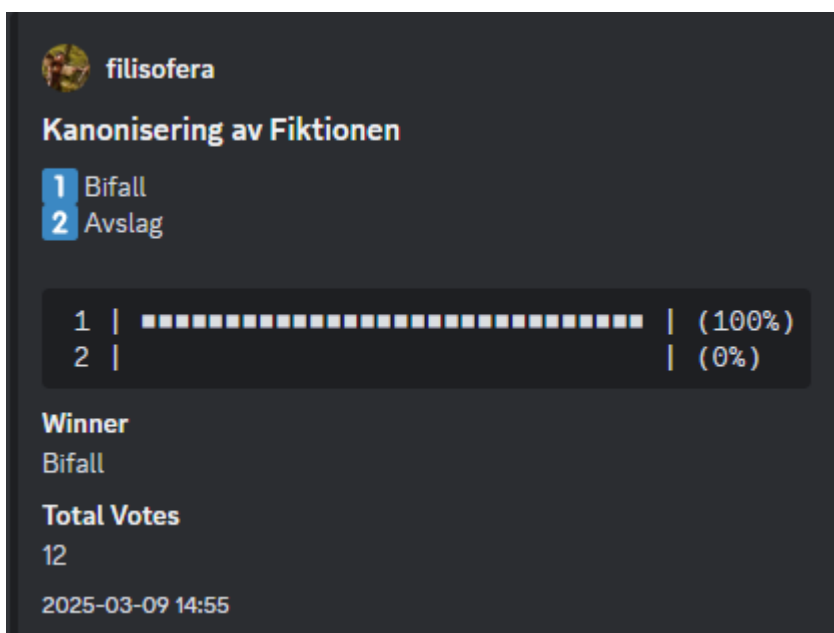 filisofera
Kanonisering av Fiktionen
1 Bifall
2 Avslag
1 | ■■■■■■■■■■■■■■■■■■■■■■■■■■■■■■ | (100%)
2 | | (0%)
Winner
Bifall
Total Votes
12
2025-03-09 14:55